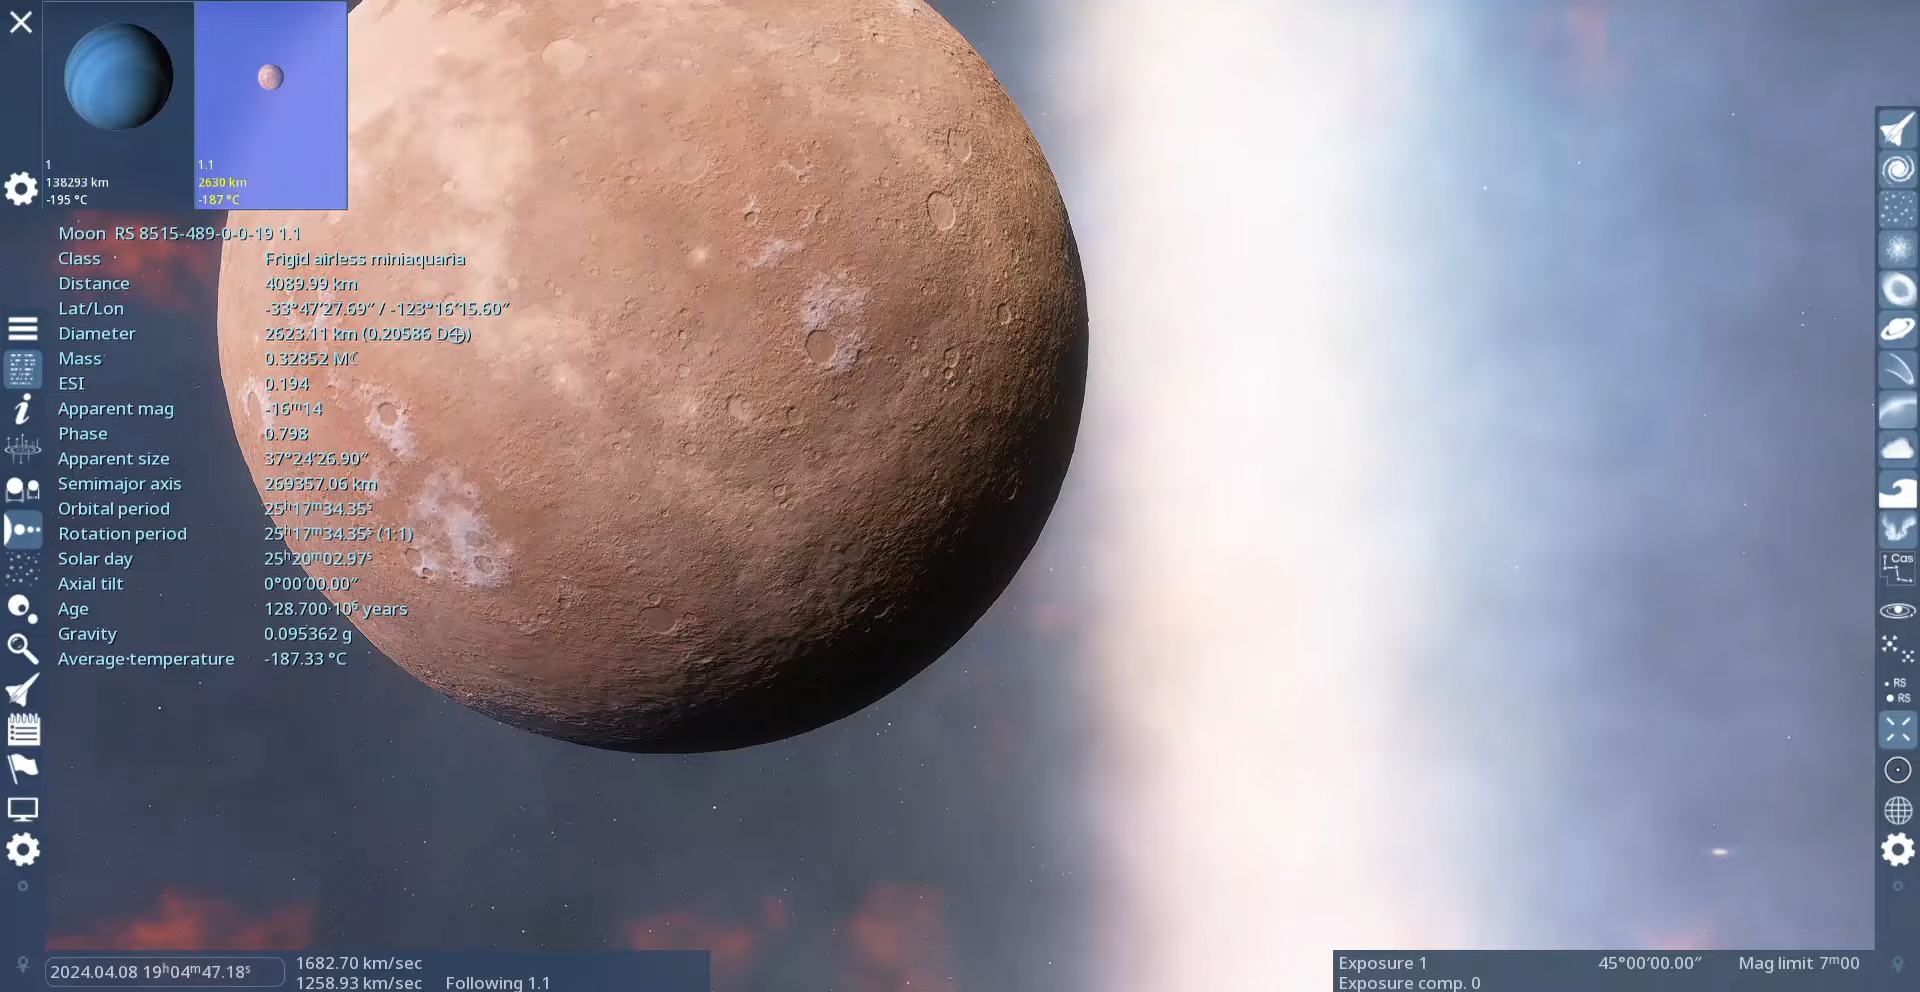 1
138293 km
-195 °C
1.1
2630 km
-187 °C
Moon RS 8515-489-0-0-19 1.1
Class Frigid airless miniaquaria
Distance 4089.99 km
Lat/Lon -33°47′27.69″ / -123°16′15.60″
Diameter 2623.11 km (0.20586 D⊕)
Mass 0.32852 M☾
ESI 0.194
Apparent mag -16ᵐ14
Phase 0.798
Apparent size 37°24′26.90″
Semimajor axis 269357.06 km
Orbital period 25ʰ17ᵐ34.35ˢ
Rotation period 25ʰ17ᵐ34.35ˢ (1:1)
Solar day 25ʰ20ᵐ02.97ˢ
Axial tilt 0°00′00.00″
Age 128.700·10⁶ years
Gravity 0.095362 g
Average temperature -187.33 °C
Cas
RS
RS
2024.04.08 19ʰ04ᵐ47.18ˢ
1682.70 km/sec
1258.93 km/sec Following 1.1
Exposure 1 45°00′00.00″ Mag limit 7ᵐ00
Exposure comp. 0